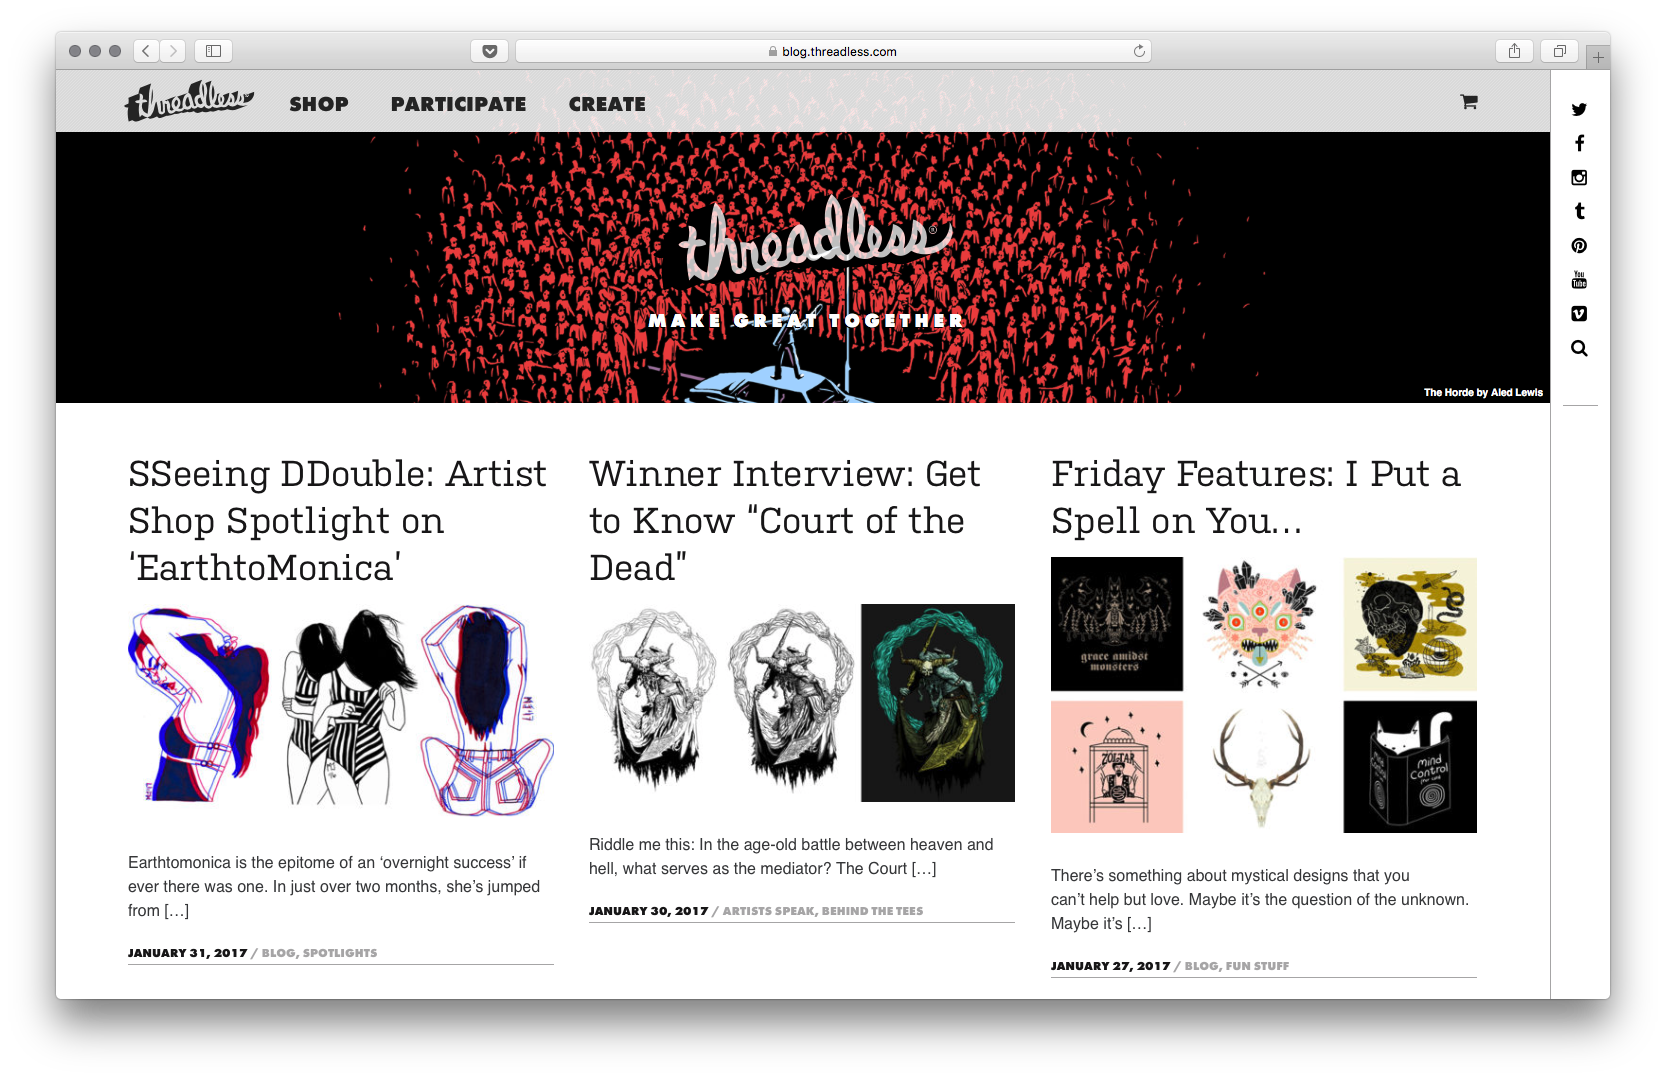 blog.threadless.com
threadless
SHOP PARTICIPATE CREATE
threadless
MAKE GREAT TOGETHER
The Horde by Aled Lewis
You
Tube
SSeeing DDouble: Artist
Shop Spotlight on
‘EarthtoMonica’
Earthtomonica is the epitome of an ‘overnight success’ if
ever there was one. In just over two months, she’s jumped
from […]
JANUARY 31, 2017 / BLOG, SPOTLIGHTS
Winner Interview: Get
to Know “Court of the
Dead”
Riddle me this: In the age-old battle between heaven and
hell, what serves as the mediator? The Court […]
JANUARY 30, 2017 / ARTISTS SPEAK, BEHIND THE TEES
Friday Features: I Put a
Spell on You…
grace amidst
monsters
ZOLTAR
Mind
Control
There’s something about mystical designs that you
can’t help but love. Maybe it’s the question of the unknown.
Maybe it’s […]
JANUARY 27, 2017 / BLOG, FUN STUFF